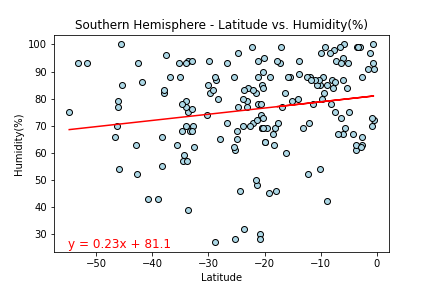 Southern Hemisphere - Latitude vs. Humidity(%)
100
90
80
70
60
50
40
30
Humidity(%)
y = 0.23x + 81.1
−50 −40 −30 −20 −10 0
Latitude